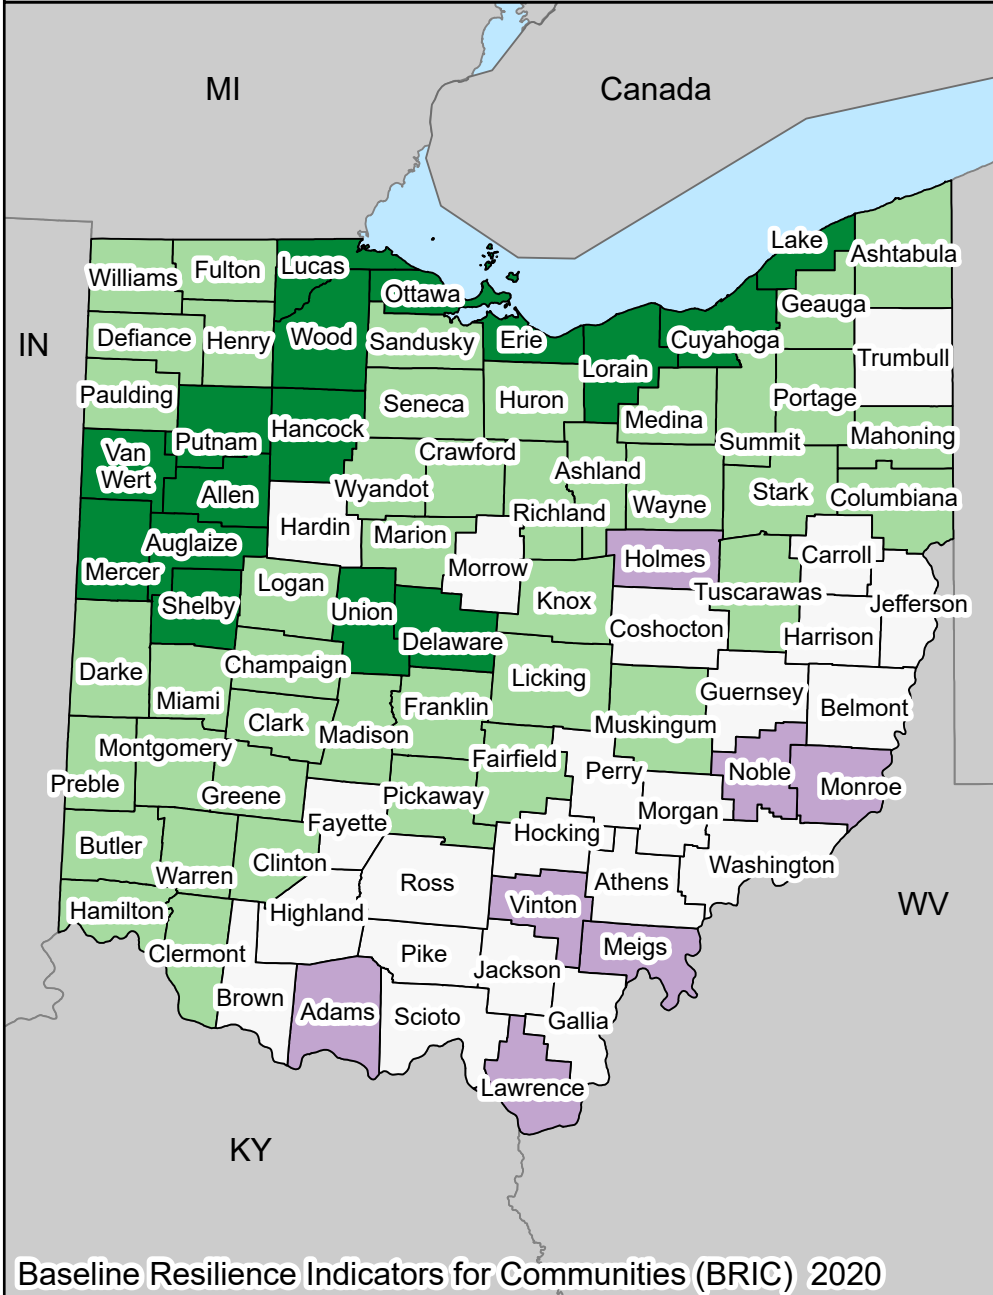 MI
Canada
Lake
Ashtabula
Williams
Fulton
Lucas
Ottawa
Geauga
IN
Defiance
Henry
Wood
Sandusky
Erie
Cuyahoga
Trumbull
Lorain
Paulding
Seneca
Huron
Portage
Medina
Van
Wert
Putnam
Hancock
Crawford
Summit
Mahoning
Ashland
Allen
Wyandot
Wayne
Stark
Columbiana
Richland
Hardin
Marion
Auglaize
Holmes
Carroll
Mercer
Morrow
Logan
Knox
Tuscarawas
Jefferson
Shelby
Union
Coshocton
Harrison
Delaware
Darke
Champaign
Licking
Guernsey
Belmont
Miami
Franklin
Clark
Madison
Muskingum
Montgomery
Fairfield
Perry
Noble
Monroe
Preble
Greene
Pickaway
Morgan
Fayette
Hocking
Butler
Clinton
Washington
Warren
Ross
Athens
Hamilton
Highland
Vinton
WV
Clermont
Pike
Meigs
Jackson
Brown
Adams
Scioto
Gallia
Lawrence
KY
Baseline Resilience Indicators for Communities (BRIC) 2020